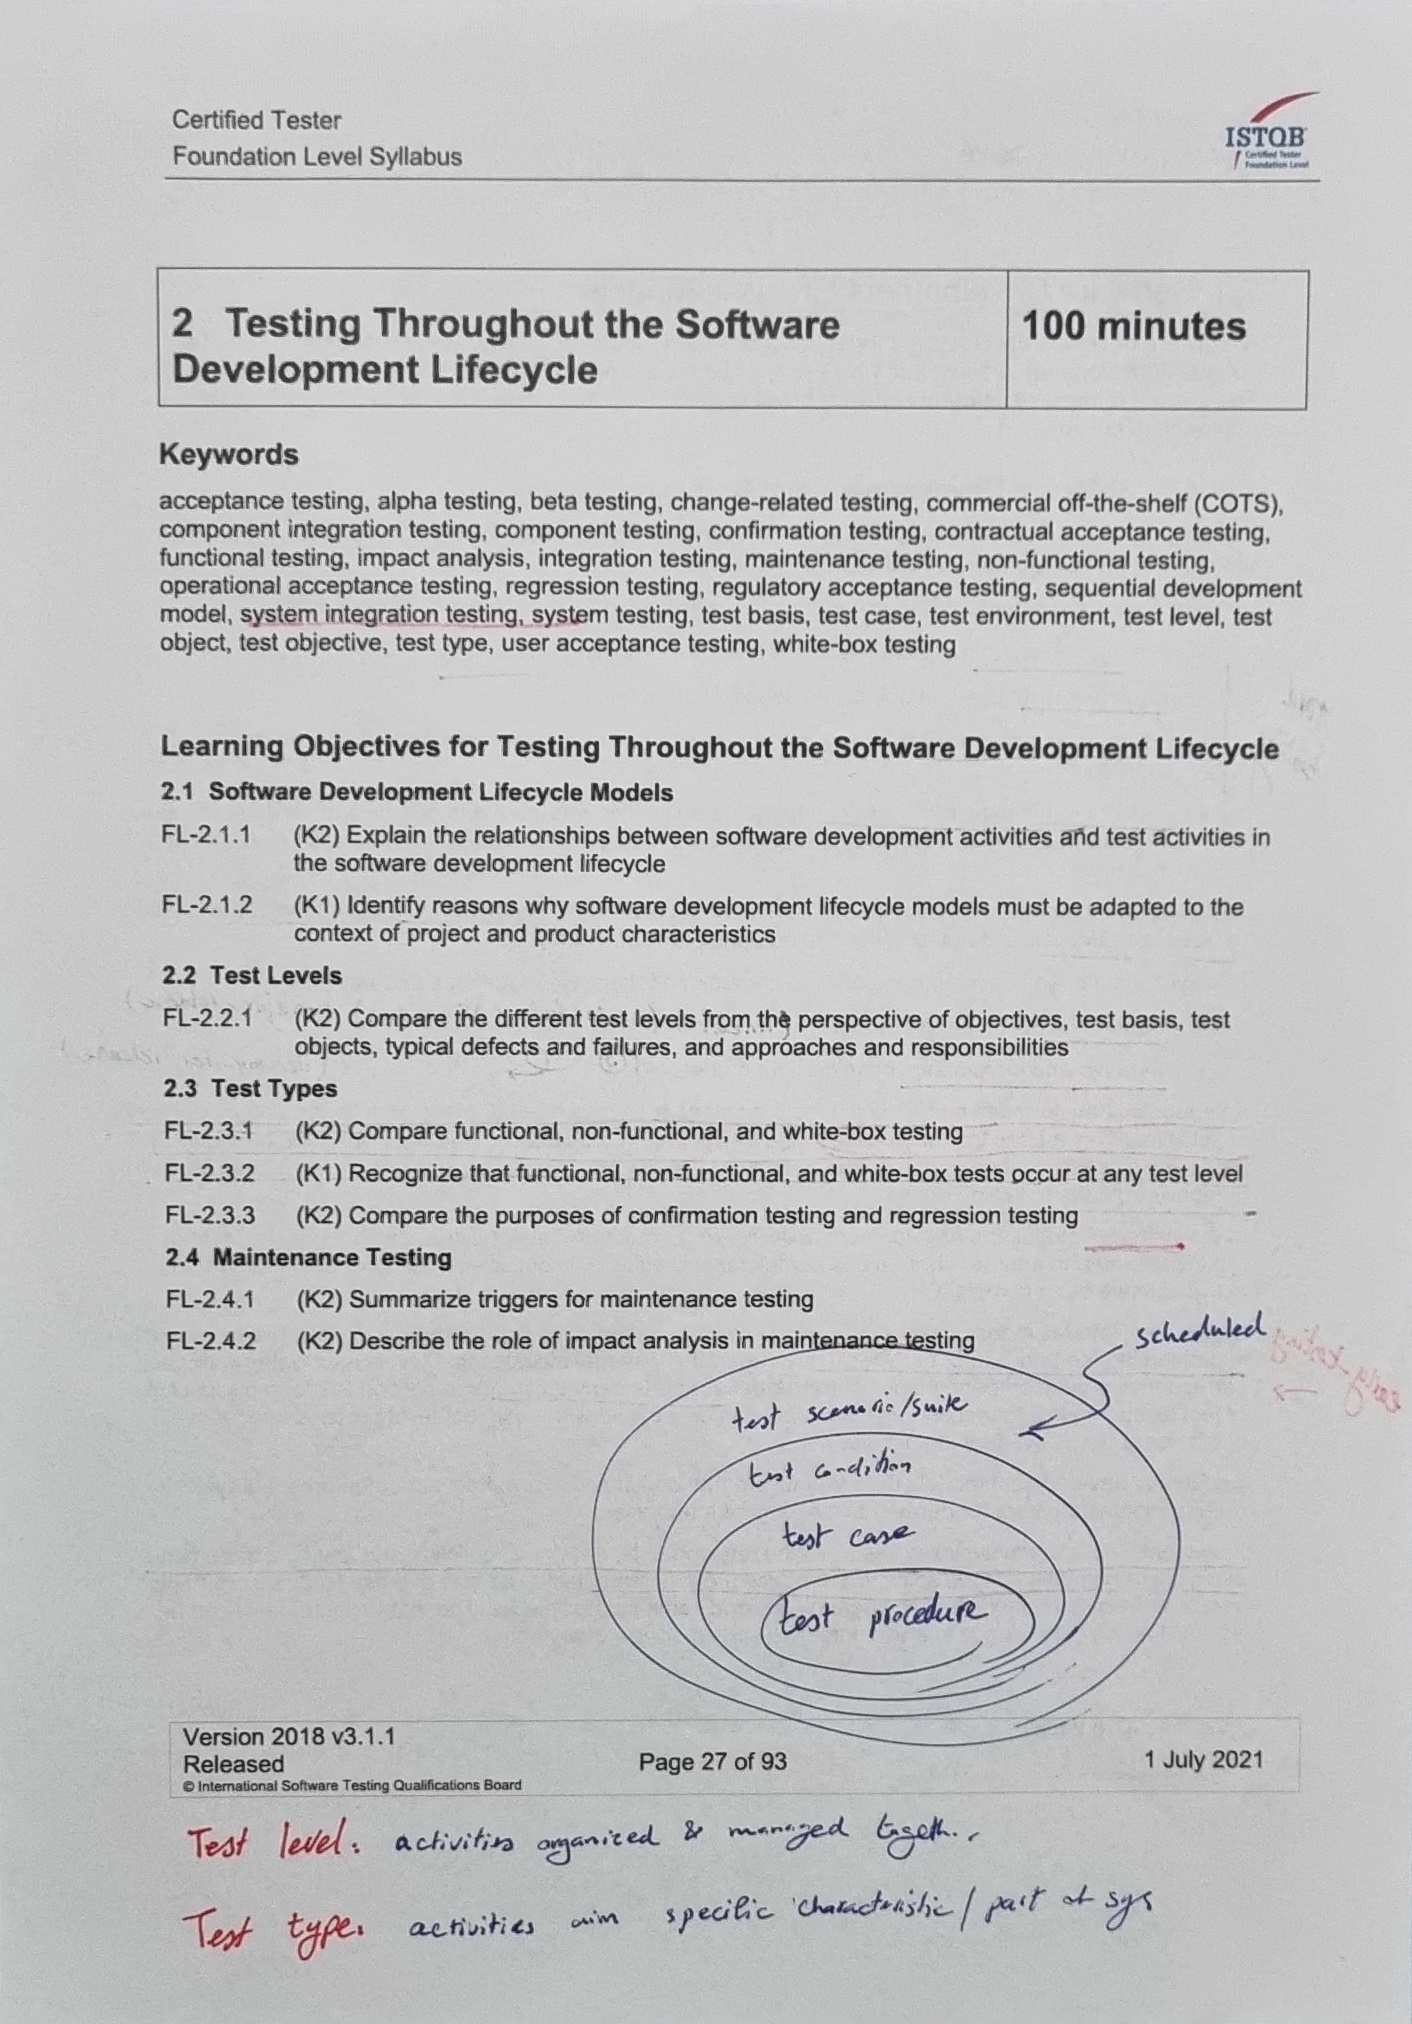 Certified Tester
Foundation Level Syllabus
ISTQB
Certified Tester
Foundation Level
2 Testing Throughout the Software
Development Lifecycle
100 minutes
Keywords
acceptance testing, alpha testing, beta testing, change-related testing, commercial off-the-shelf (COTS),
component integration testing, component testing, confirmation testing, contractual acceptance testing,
functional testing, impact analysis, integration testing, maintenance testing, non-functional testing,
operational acceptance testing, regression testing, regulatory acceptance testing, sequential development
model, system integration testing, system testing, test basis, test case, test environment, test level, test
object, test objective, test type, user acceptance testing, white-box testing
Learning Objectives for Testing Throughout the Software Development Lifecycle
2.1 Software Development Lifecycle Models
FL-2.1.1 (K2) Explain the relationships between software development activities and test activities in
the software development lifecycle
FL-2.1.2 (K1) Identify reasons why software development lifecycle models must be adapted to the
context of project and product characteristics
2.2 Test Levels
FL-2.2.1 (K2) Compare the different test levels from the perspective of objectives, test basis, test
objects, typical defects and failures, and approaches and responsibilities
2.3 Test Types
FL-2.3.1 (K2) Compare functional, non-functional, and white-box testing
FL-2.3.2 (K1) Recognize that functional, non-functional, and white-box tests occur at any test level
FL-2.3.3 (K2) Compare the purposes of confirmation testing and regression testing
2.4 Maintenance Testing
FL-2.4.1 (K2) Summarize triggers for maintenance testing
FL-2.4.2 (K2) Describe the role of impact analysis in maintenance testing
scheduled
test scenario/suite
test condition
test case
test procedure
Version 2018 v3.1.1
Released
© International Software Testing Qualifications Board
Page 27 of 93
1 July 2021
Test level: activities organized & managed
Test type: activities aim specific characteristic / part of sys